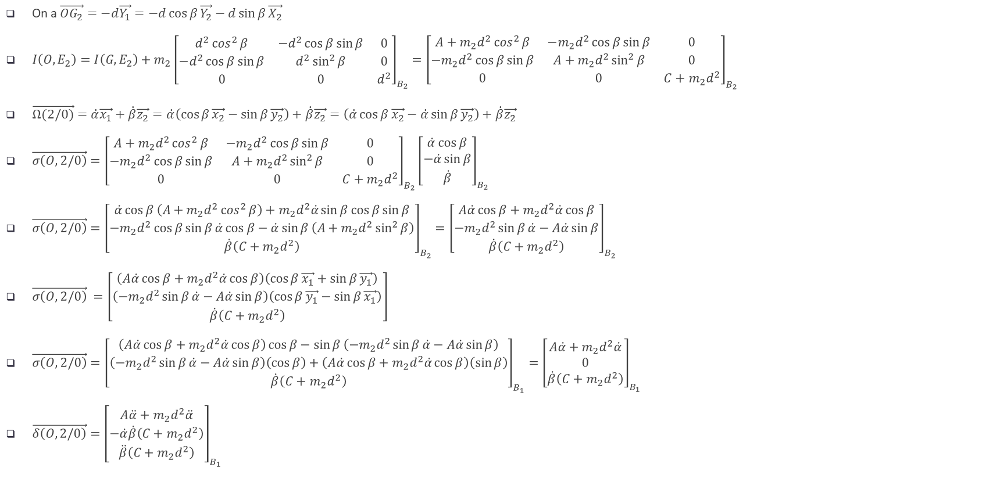 ❑ On a $\overrightarrow{OG_2} = -d\overrightarrow{Y_1} = -d\cos\beta\,\overrightarrow{Y_2} - d\sin\beta\,\overrightarrow{X_2}$
❑ $I(O,E_2) = I(G,E_2) + m_2\begin{bmatrix} d^2\cos^2\beta & -d^2\cos\beta\sin\beta & 0 \\ -d^2\cos\beta\sin\beta & d^2\sin^2\beta & 0 \\ 0 & 0 & d^2 \end{bmatrix}_{B_2} = \begin{bmatrix} A+m_2d^2\cos^2\beta & -m_2d^2\cos\beta\sin\beta & 0 \\ -m_2d^2\cos\beta\sin\beta & A+m_2d^2\sin^2\beta & 0 \\ 0 & 0 & C+m_2d^2 \end{bmatrix}_{B_2}$
❑ $\overrightarrow{\Omega(2/0)} = \dot{\alpha}\overrightarrow{x_1} + \dot{\beta}\overrightarrow{z_2} = \dot{\alpha}(\cos\beta\,\overrightarrow{x_2} - \sin\beta\,\overrightarrow{y_2}) + \dot{\beta}\overrightarrow{z_2} = (\dot{\alpha}\cos\beta\,\overrightarrow{x_2} - \dot{\alpha}\sin\beta\,\overrightarrow{y_2}) + \dot{\beta}\overrightarrow{z_2}$
❑ $\overrightarrow{\sigma(O,2/0)} = \begin{bmatrix} A+m_2d^2\cos^2\beta & -m_2d^2\cos\beta\sin\beta & 0 \\ -m_2d^2\cos\beta\sin\beta & A+m_2d^2\sin^2\beta & 0 \\ 0 & 0 & C+m_2d^2 \end{bmatrix}_{B_2}\begin{bmatrix} \dot{\alpha}\cos\beta \\ -\dot{\alpha}\sin\beta \\ \dot{\beta} \end{bmatrix}_{B_2}$
❑ $\overrightarrow{\sigma(O,2/0)} = \begin{bmatrix} \dot{\alpha}\cos\beta\,(A+m_2d^2\cos^2\beta) + m_2d^2\dot{\alpha}\sin\beta\cos\beta\sin\beta \\ -m_2d^2\cos\beta\sin\beta\,\dot{\alpha}\cos\beta - \dot{\alpha}\sin\beta\,(A+m_2d^2\sin^2\beta) \\ \dot{\beta}(C+m_2d^2) \end{bmatrix}_{B_2} = \begin{bmatrix} A\dot{\alpha}\cos\beta + m_2d^2\dot{\alpha}\cos\beta \\ -m_2d^2\sin\beta\,\dot{\alpha} - A\dot{\alpha}\sin\beta \\ \dot{\beta}(C+m_2d^2) \end{bmatrix}_{B_2}$
❑ $\overrightarrow{\sigma(O,2/0)} = \begin{bmatrix} (A\dot{\alpha}\cos\beta + m_2d^2\dot{\alpha}\cos\beta)(\cos\beta\,\overrightarrow{x_1} + \sin\beta\,\overrightarrow{y_1}) \\ (-m_2d^2\sin\beta\,\dot{\alpha} - A\dot{\alpha}\sin\beta)(\cos\beta\,\overrightarrow{y_1} - \sin\beta\,\overrightarrow{x_1}) \\ \dot{\beta}(C+m_2d^2) \end{bmatrix}$
❑ $\overrightarrow{\sigma(O,2/0)} = \begin{bmatrix} (A\dot{\alpha}\cos\beta + m_2d^2\dot{\alpha}\cos\beta)\cos\beta - \sin\beta\,(-m_2d^2\sin\beta\,\dot{\alpha} - A\dot{\alpha}\sin\beta) \\ (-m_2d^2\sin\beta\,\dot{\alpha} - A\dot{\alpha}\sin\beta)(\cos\beta) + (A\dot{\alpha}\cos\beta + m_2d^2\dot{\alpha}\cos\beta)(\sin\beta) \\ \dot{\beta}(C+m_2d^2) \end{bmatrix}_{B_1} = \begin{bmatrix} A\dot{\alpha} + m_2d^2\dot{\alpha} \\ 0 \\ \dot{\beta}(C+m_2d^2) \end{bmatrix}_{B_1}$
❑ $\overrightarrow{\delta(O,2/0)} = \begin{bmatrix} A\ddot{\alpha} + m_2d^2\ddot{\alpha} \\ -\dot{\alpha}\dot{\beta}(C+m_2d^2) \\ \ddot{\beta}(C+m_2d^2) \end{bmatrix}_{B_1}$